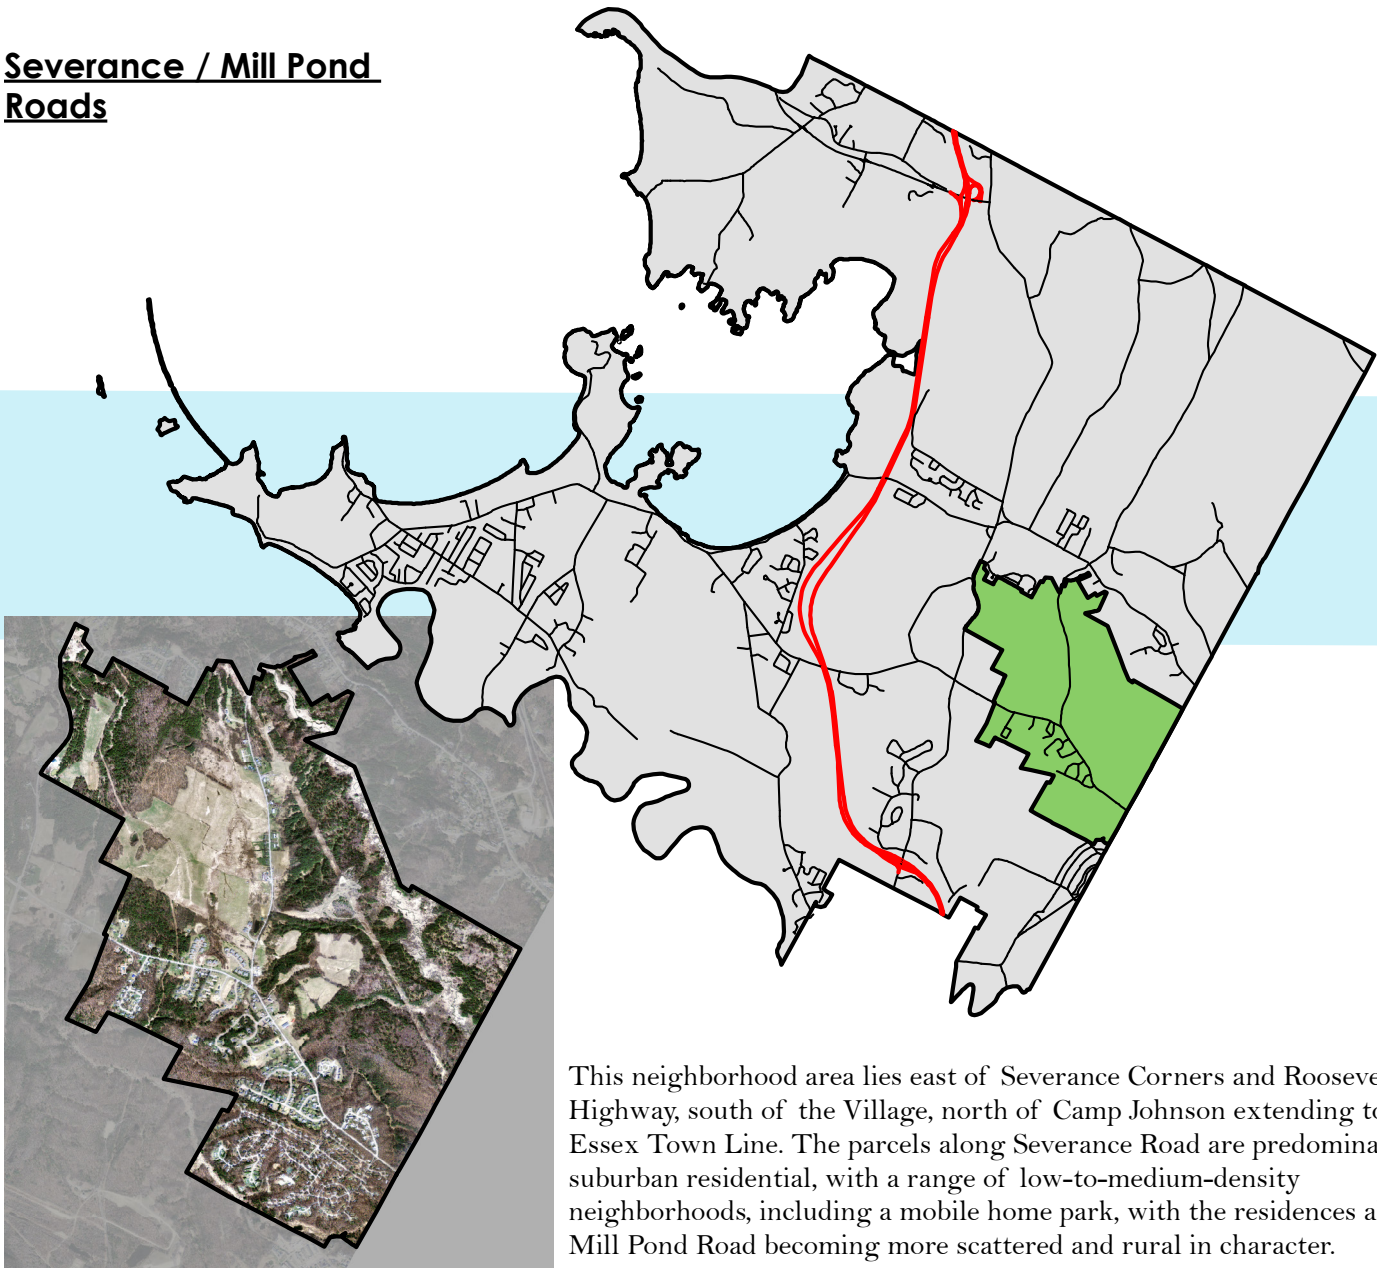 Severance / Mill Pond
Roads
This neighborhood area lies east of Severance Corners and Rooseve
Highway, south of the Village, north of Camp Johnson extending to
Essex Town Line. The parcels along Severance Road are predomina
suburban residential, with a range of low-to-medium-density
neighborhoods, including a mobile home park, with the residences a
Mill Pond Road becoming more scattered and rural in character.